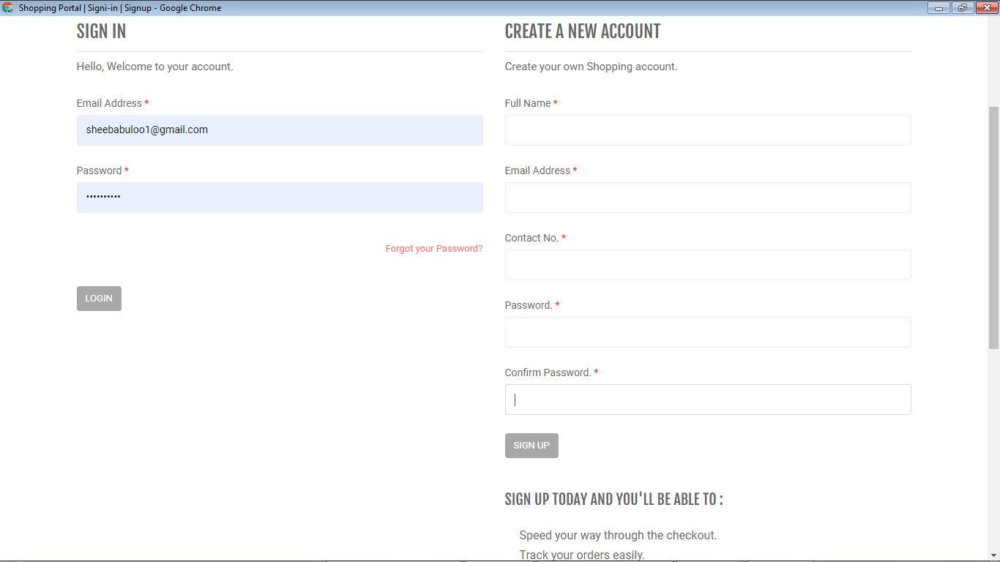 Shopping Portal | Signi-in | Signup - Google Chrome
SIGN IN
Hello, Welcome to your account.
Email Address *
sheebabuloo1@gmail.com
Password *
••••••••••
Forgot your Password?
LOGIN
CREATE A NEW ACCOUNT
Create your own Shopping account.
Full Name *
Email Address *
Contact No. *
Password. *
Confirm Password. *
SIGN UP
SIGN UP TODAY AND YOU'LL BE ABLE TO :
Speed your way through the checkout.
Track your orders easily.